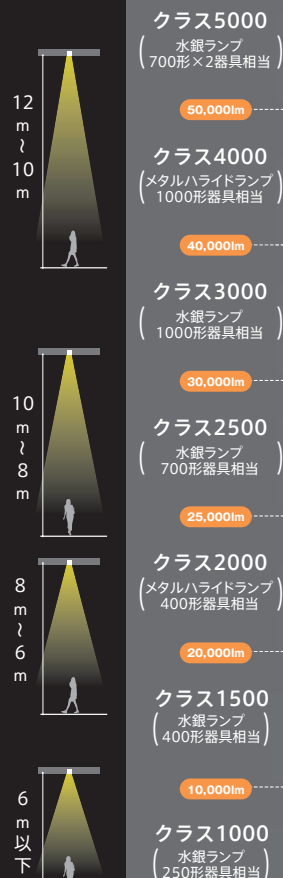 クラス5000
(水銀ランプ
700形×2器具相当)
50,000lm
12
m
～
10
m
クラス4000
(メタルハライドランプ
1000形器具相当)
40,000lm
クラス3000
(水銀ランプ
1000形器具相当)
30,000lm
10
m
～
8
m
クラス2500
(水銀ランプ
700形器具相当)
25,000lm
8
m
～
6
m
クラス2000
(メタルハライドランプ
400形器具相当)
20,000lm
クラス1500
(水銀ランプ
400形器具相当)
10,000lm
6
m
以
下
クラス1000
(水銀ランプ
250形器具相当)